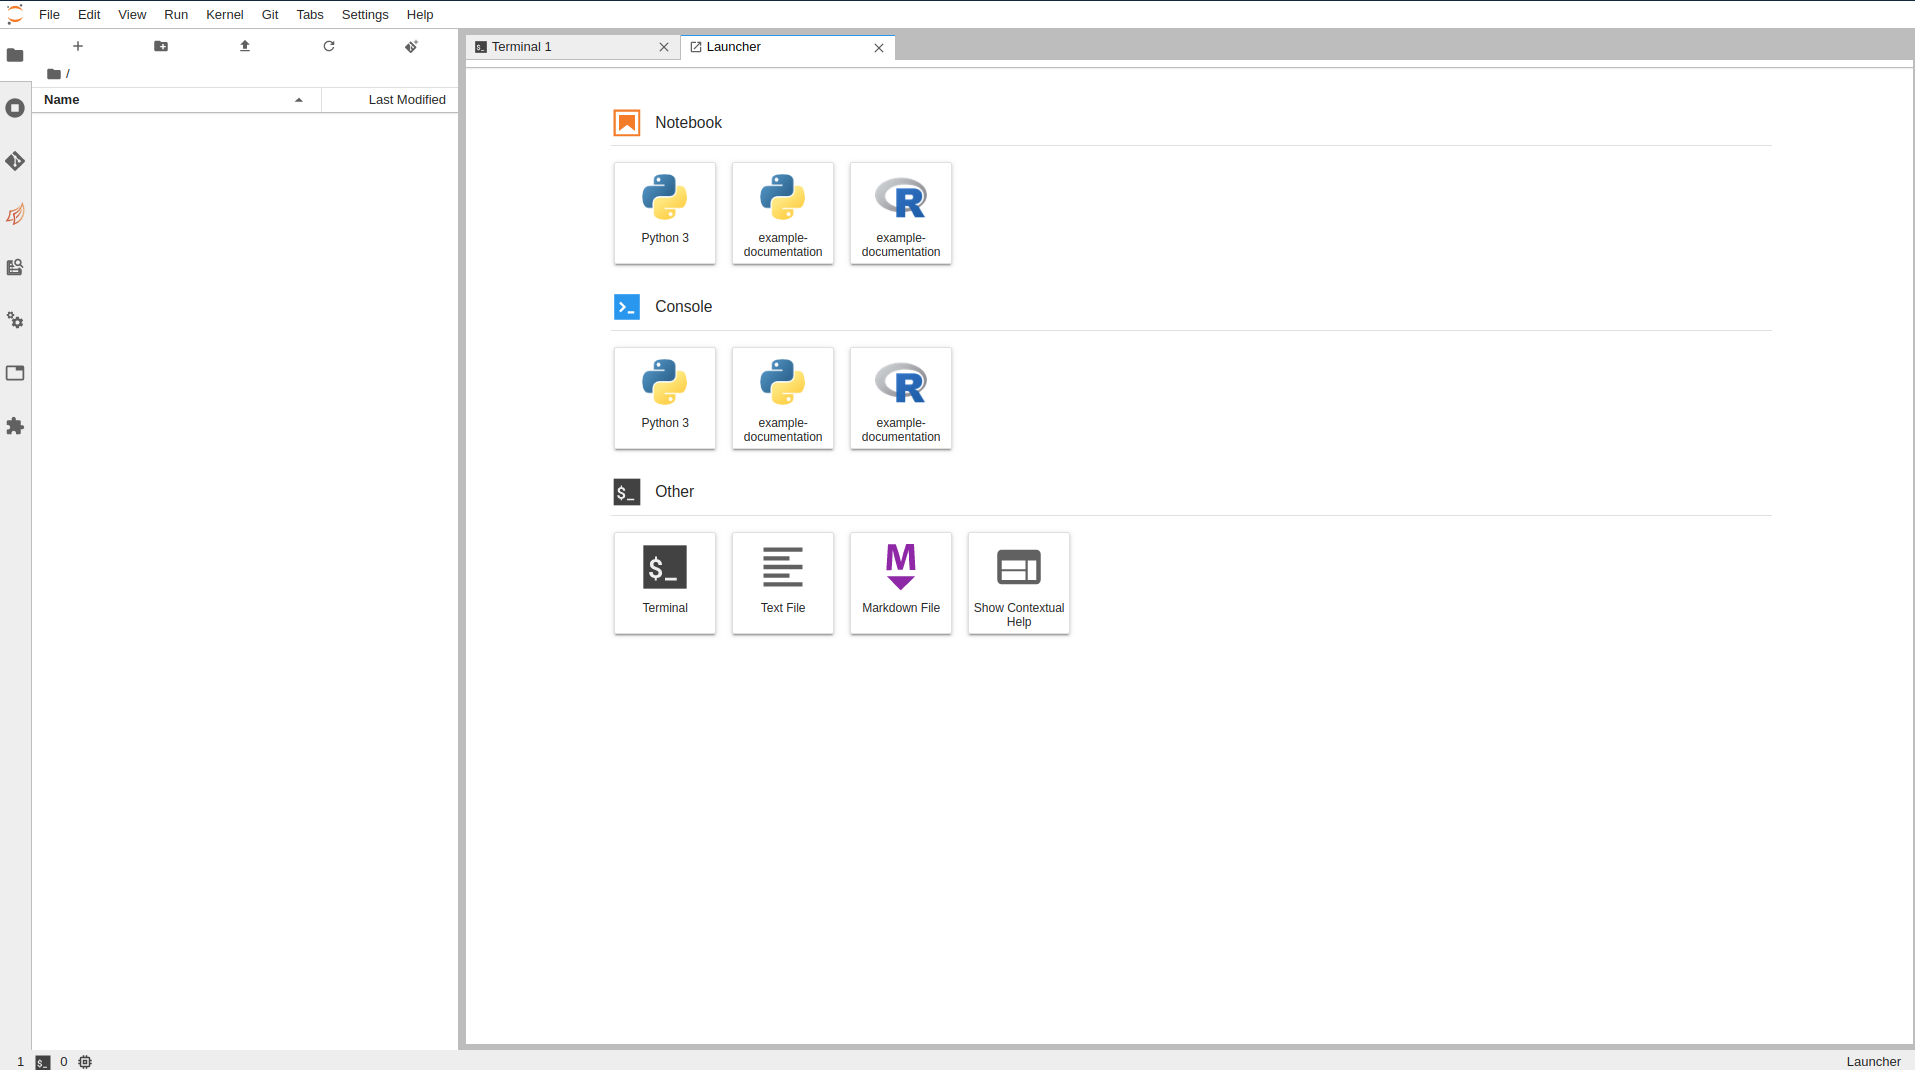 File Edit View Run Kernel Git Tabs Settings Help
Terminal 1
Launcher
/
Name
Last Modified
Notebook
Python 3
example-
documentation
example-
documentation
Console
Python 3
example-
documentation
example-
documentation
$_ Other
$_
Terminal
Text File
M
Markdown File
Show Contextual
Help
1 $_ 0
Launcher